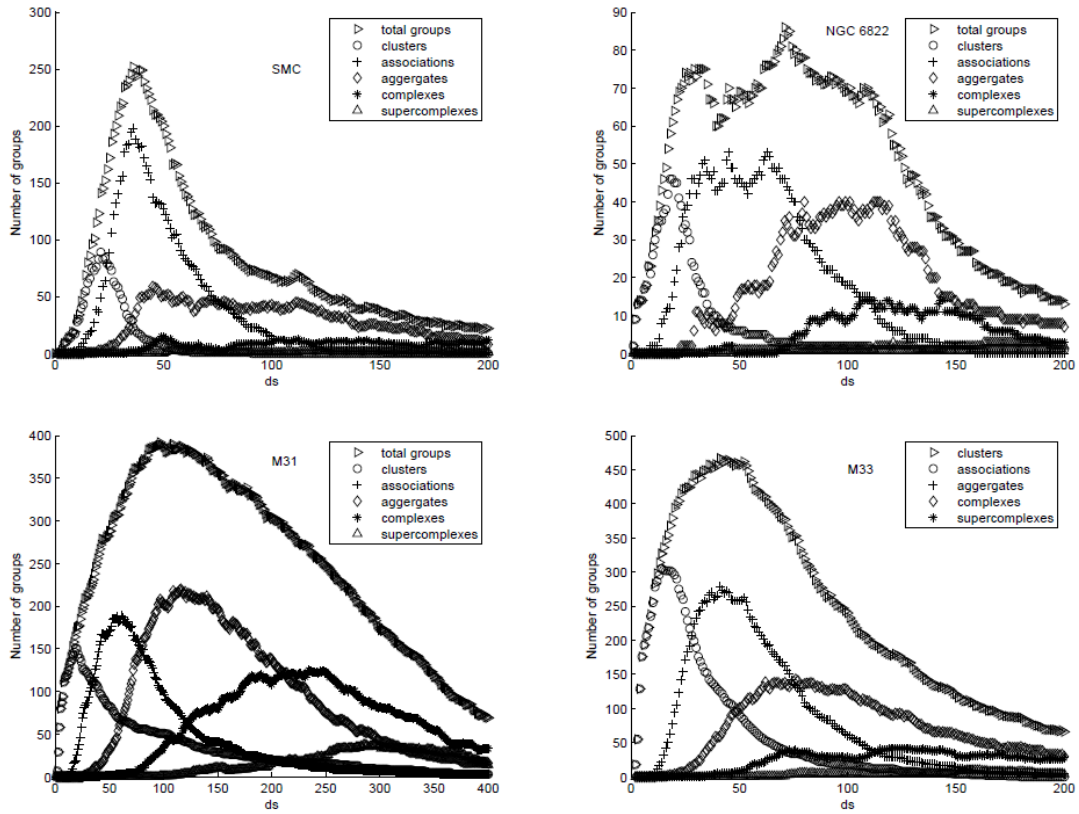 SMC
total groups
clusters
associations
aggergates
complexes
supercomplexes
Number of groups
300
250
200
150
100
50
0
0 50 100 150 200
ds
NGC 6822
total groups
clusters
associations
aggergates
complexes
supercomplexes
Number of groups
90
80
70
60
50
40
30
20
10
0
0 50 100 150 200
ds
M31
total groups
clusters
associations
aggergates
complexes
supercomplexes
Number of groups
400
350
300
250
200
150
100
50
0
0 50 100 150 200 250 300 350 400
ds
M33
clusters
associations
aggergates
complexes
supercomplexes
Number of groups
500
450
400
350
300
250
200
150
100
50
0
0 50 100 150 200
ds